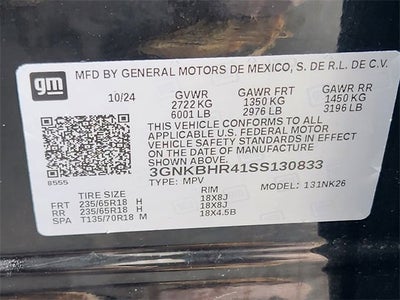 gm
MFD BY GENERAL MOTORS DE MEXICO, S. DE R.L. DE C.V.
10/24 GVWR GAWR FRT GAWR RR
2722 KG 1350 KG 1450 KG
6001 LB 2976 LB 3196 LB
THIS VEHICLE CONFORMS TO ALL
APPLICABLE U.S. FEDERAL MOTOR
VEHICLE SAFETY STANDARDS IN EFFECT ON
THE DATE OF MANUFACTURE SHOWN ABOVE.
3GNKBHR41SS130833
8555 TYPE: MPV MODEL: 131NK26
TIRE SIZE RIM
FRT 235/65R18 H 18X8J
RR 235/65R18 H 18X8J
SPA T135/70R18 M 18X4.5B